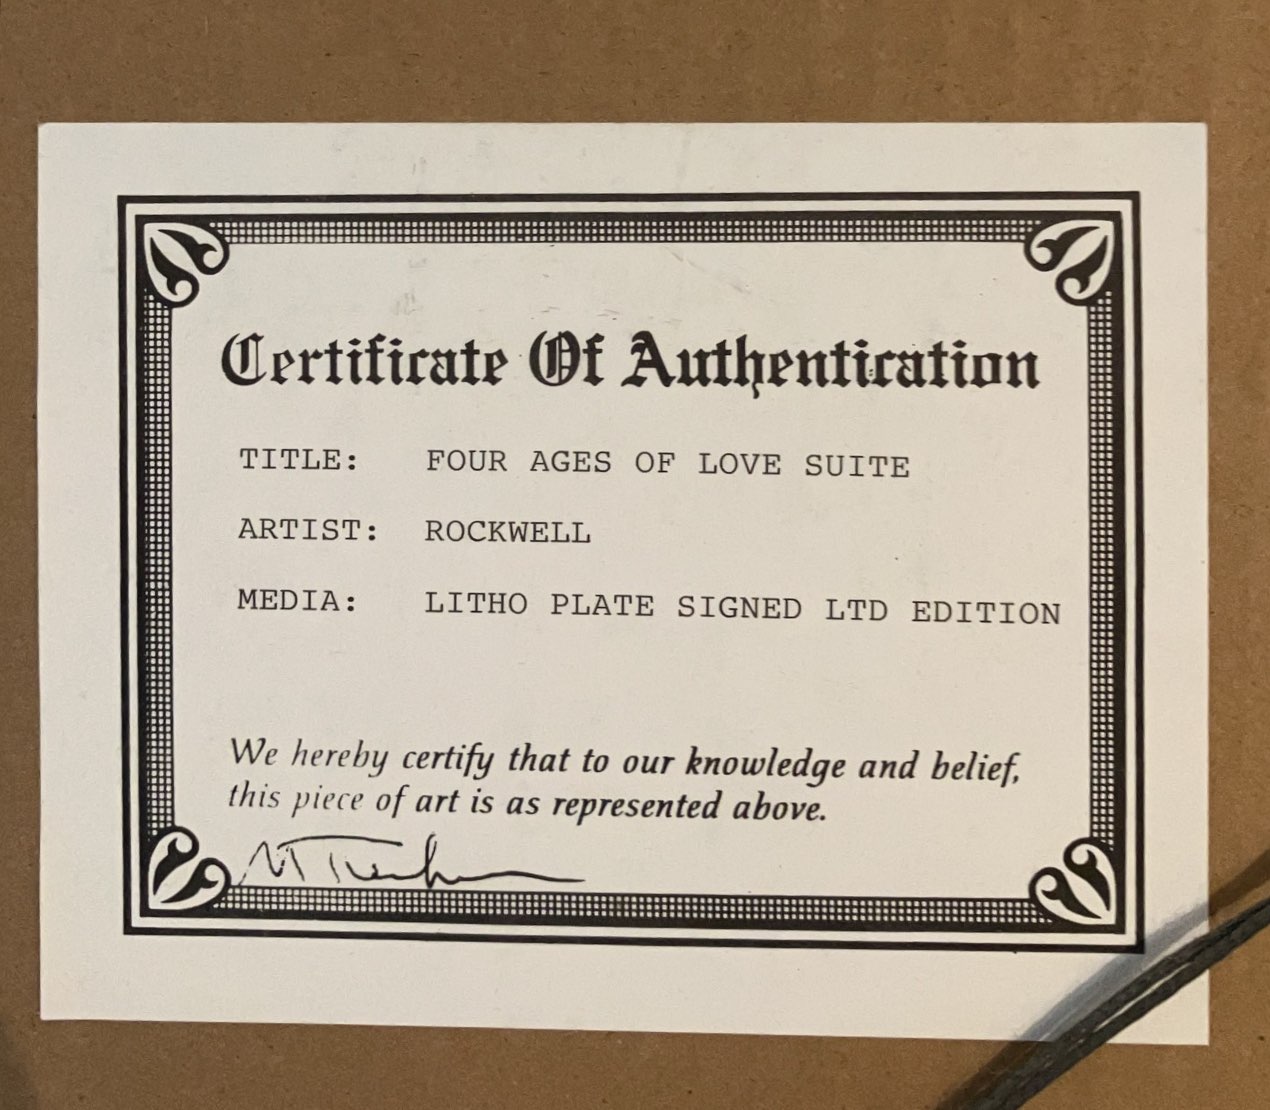 Certificate Of Authentication
TITLE: FOUR AGES OF LOVE SUITE
ARTIST: ROCKWELL
MEDIA: LITHO PLATE SIGNED LTD EDITION
We hereby certify that to our knowledge and belief,
this piece of art is as represented above.